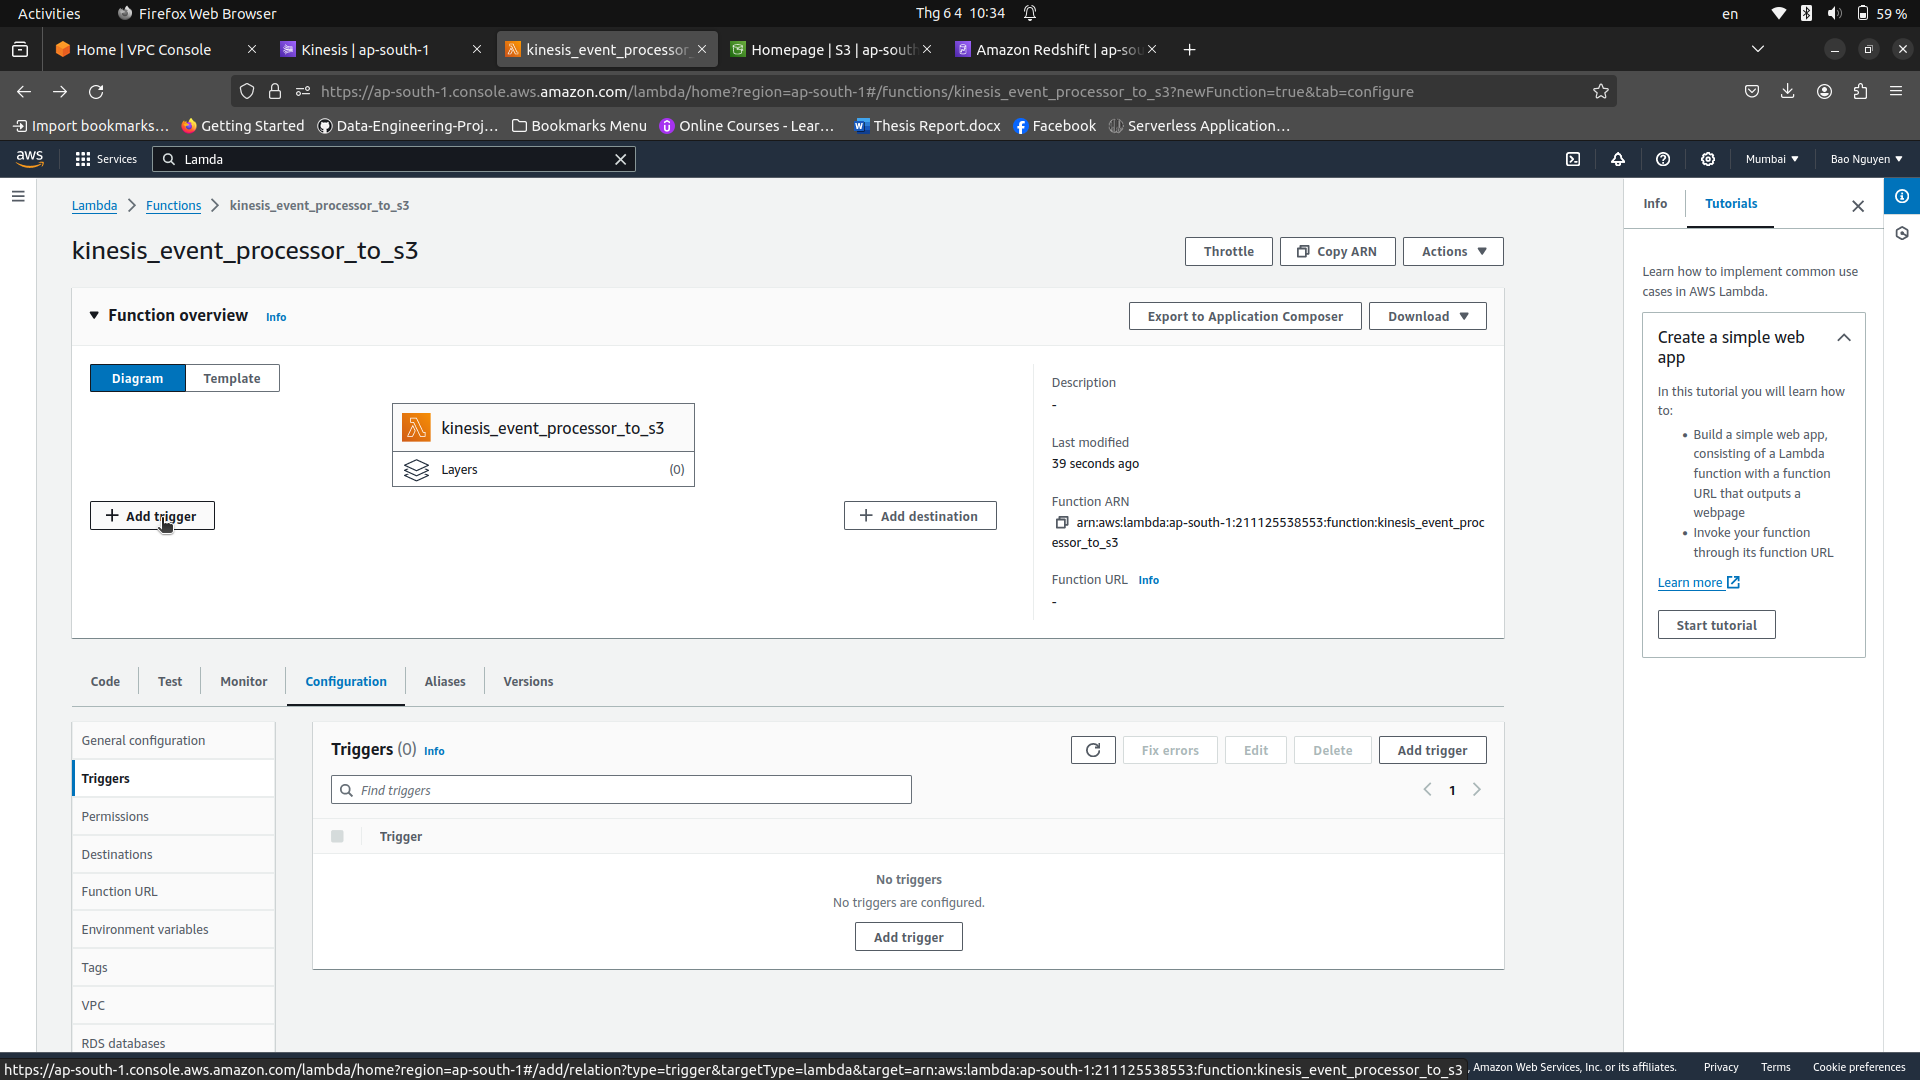 Activities
Firefox Web Browser
Thg 6 4 10:34
en
59 %
Home | VPC Console
Kinesis | ap-south-1
kinesis_event_processor
Homepage | S3 | ap-sout
Amazon Redshift | ap-sou
https://ap-south-1.console.aws.amazon.com/lambda/home?region=ap-south-1#/functions/kinesis_event_processor_to_s3?newFunction=true&tab=configure
Import bookmarks…
Getting Started
Data-Engineering-Proj…
Bookmarks Menu
Online Courses - Lear…
Thesis Report.docx
Facebook
Serverless Application…
aws
Services
Lamda
Mumbai
Bao Nguyen
Lambda
Functions
kinesis_event_processor_to_s3
kinesis_event_processor_to_s3
Throttle
Copy ARN
Actions
Function overview
Info
Export to Application Composer
Download
Diagram
Template
kinesis_event_processor_to_s3
Layers
(0)
Add trigger
Add destination
Description
-
Last modified
39 seconds ago
Function ARN
arn:aws:lambda:ap-south-1:211125538553:function:kinesis_event_proc
essor_to_s3
Function URL Info
-
Code
Test
Monitor
Configuration
Aliases
Versions
General configuration
Triggers
Permissions
Destinations
Function URL
Environment variables
Tags
VPC
RDS databases
Triggers (0) Info
Fix errors
Edit
Delete
Add trigger
Find triggers
1
Trigger
No triggers
No triggers are configured.
Add trigger
Info
Tutorials
Learn how to implement common use
cases in AWS Lambda.
Create a simple web
app
In this tutorial you will learn how
to:
• Build a simple web app,
consisting of a Lambda
function with a function
URL that outputs a
webpage
• Invoke your function
through its function URL
Learn more
Start tutorial
https://ap-south-1.console.aws.amazon.com/lambda/home?region=ap-south-1#/add/relation?type=trigger&targetType=lambda&target=arn:aws:lambda:ap-south-1:211125538553:function:kinesis_event_processor_to_s3
, Amazon Web Services, Inc. or its affiliates.
Privacy
Terms
Cookie preferences